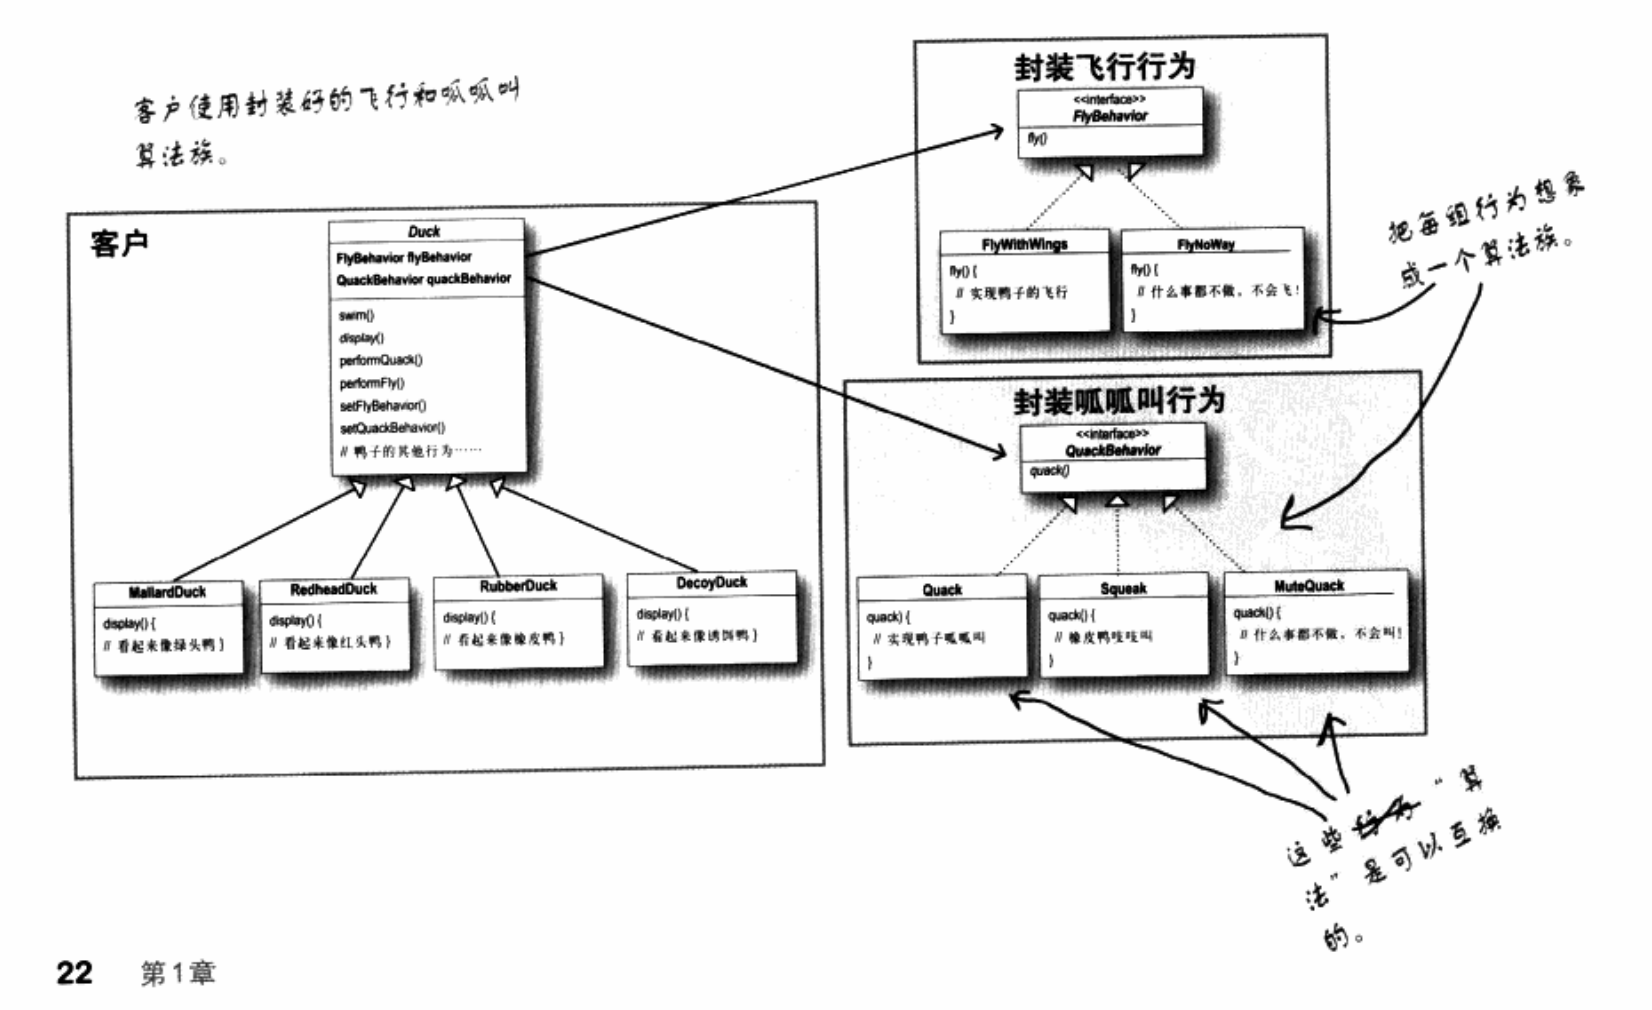 客户使用封装好的飞行和呱呱叫
算法族。
客户
Duck
FlyBehavior flyBehavior
QuackBehavior quackBehavior
swim()
display()
performQuack()
performFly()
setFlyBehavior()
setQuackBehavior()
// 鸭子的其他行为……
MallardDuck
display() {
// 看起来像绿头鸭 }
RedheadDuck
display() {
// 看起来像红头鸭 }
RubberDuck
display() {
// 看起来像橡皮鸭 }
DecoyDuck
display() {
// 看起来像诱饵鸭 }
封装飞行行为
<<interface>>
FlyBehavior
fly()
FlyWithWings
fly() {
// 实现鸭子的飞行
}
FlyNoWay
fly() {
// 什么事都不做，不会飞！
}
把每组行为想象
成一个算法族。
封装呱呱叫行为
<<interface>>
QuackBehavior
quack()
Quack
quack) {
// 实现鸭子呱呱叫
}
Squeak
quack() {
// 橡皮鸭吱吱叫
}
MuteQuack
quack() {
// 什么事都不做，不会叫！
}
这些行为“算
法”是可以互换
的。
22 第1章